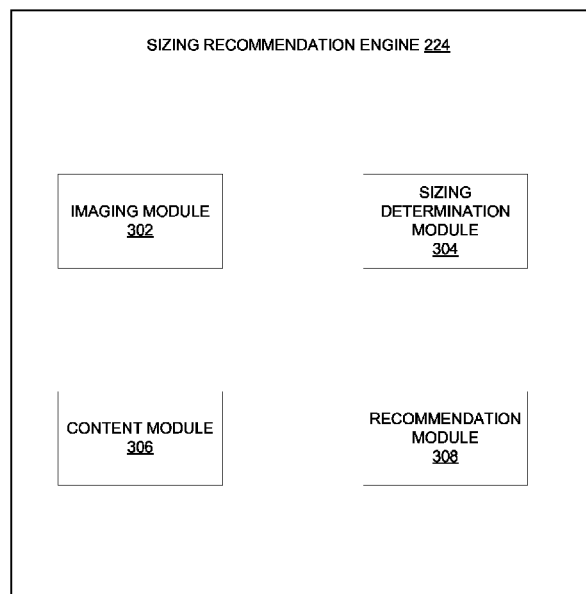 SIZING RECOMMENDATION ENGINE 224
IMAGING MODULE
302
SIZING
DETERMINATION
MODULE
304
CONTENT MODULE
306
RECOMMENDATION
MODULE
308